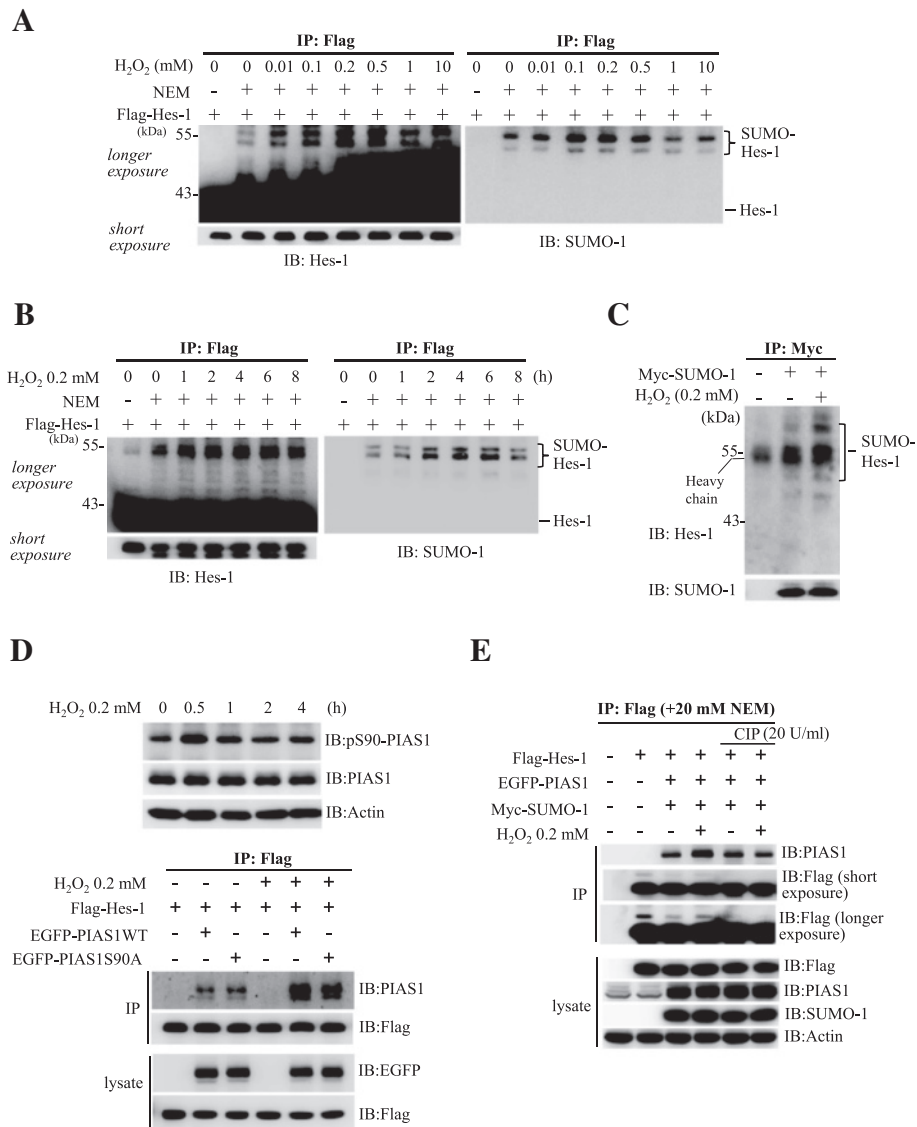 A
IP: Flag IP: Flag
H₂O₂ (mM) 0 0 0.01 0.1 0.2 0.5 1 10 0 0 0.01 0.1 0.2 0.5 1 10
NEM - + + + + + + + - + + + + + + +
Flag-Hes-1 + + + + + + + + + + + + + + + +
(kDa)
55-
longer exposure
43-
SUMO-Hes-1
Hes-1
short exposure
IB: Hes-1
IB: SUMO-1
B
IP: Flag IP: Flag
H₂O₂ 0.2 mM 0 0 1 2 4 6 8 0 0 1 2 4 6 8 (h)
NEM - + + + + + + - + + + + + +
Flag-Hes-1 + + + + + + + + + + + + + +
(kDa)
55-
longer exposure
43-
SUMO-Hes-1
Hes-1
short exposure
IB: Hes-1
IB: SUMO-1
C
IP: Myc
Myc-SUMO-1 - + +
H₂O₂ (0.2 mM) - - +
(kDa)
55-
Heavy chain
43-
SUMO-Hes-1
IB: Hes-1
IB: SUMO-1
D
H₂O₂ 0.2 mM 0 0.5 1 2 4 (h)
IB:pS90-PIAS1
IB:PIAS1
IB:Actin
IP: Flag
H₂O₂ 0.2 mM - - - + + +
Flag-Hes-1 + + + + + +
EGFP-PIAS1WT - + - - + -
EGFP-PIAS1S90A - - + - - +
IP
IB:PIAS1
IB:Flag
lysate
IB:EGFP
IB:Flag
E
IP: Flag (+20 mM NEM)
CIP (20 U/ml)
Flag-Hes-1 - + + + + +
EGFP-PIAS1 - - + + + +
Myc-SUMO-1 - - + + + +
H₂O₂ 0.2 mM - - - + - +
IP
IB:PIAS1
IB:Flag (short exposure)
IB:Flag (longer exposure)
lysate
IB:Flag
IB:PIAS1
IB:SUMO-1
IB:Actin